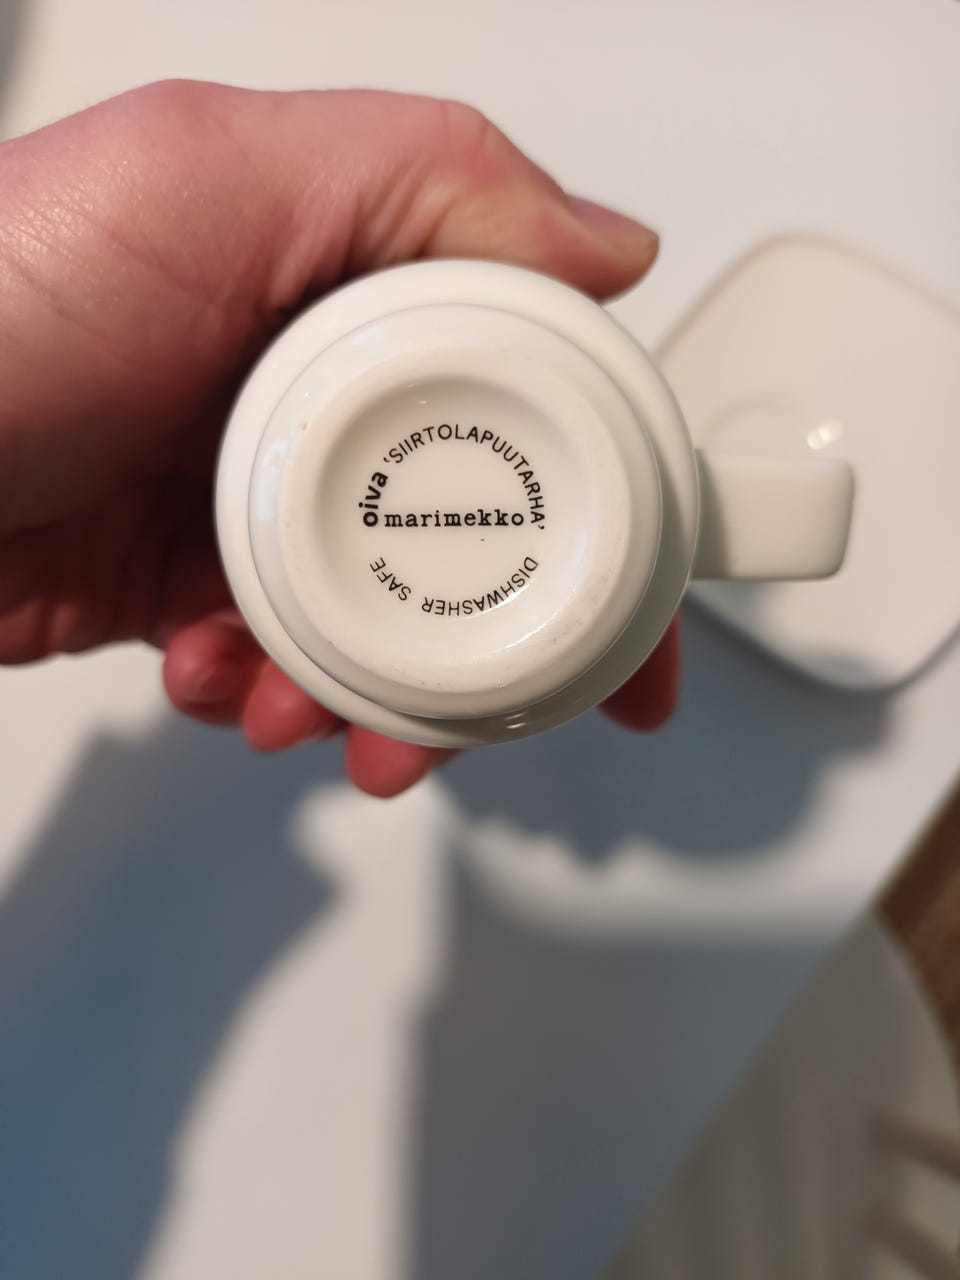 oiva 'SIIRTOLAPUUTARHA'
marimekko
DISHWASHER SAFE